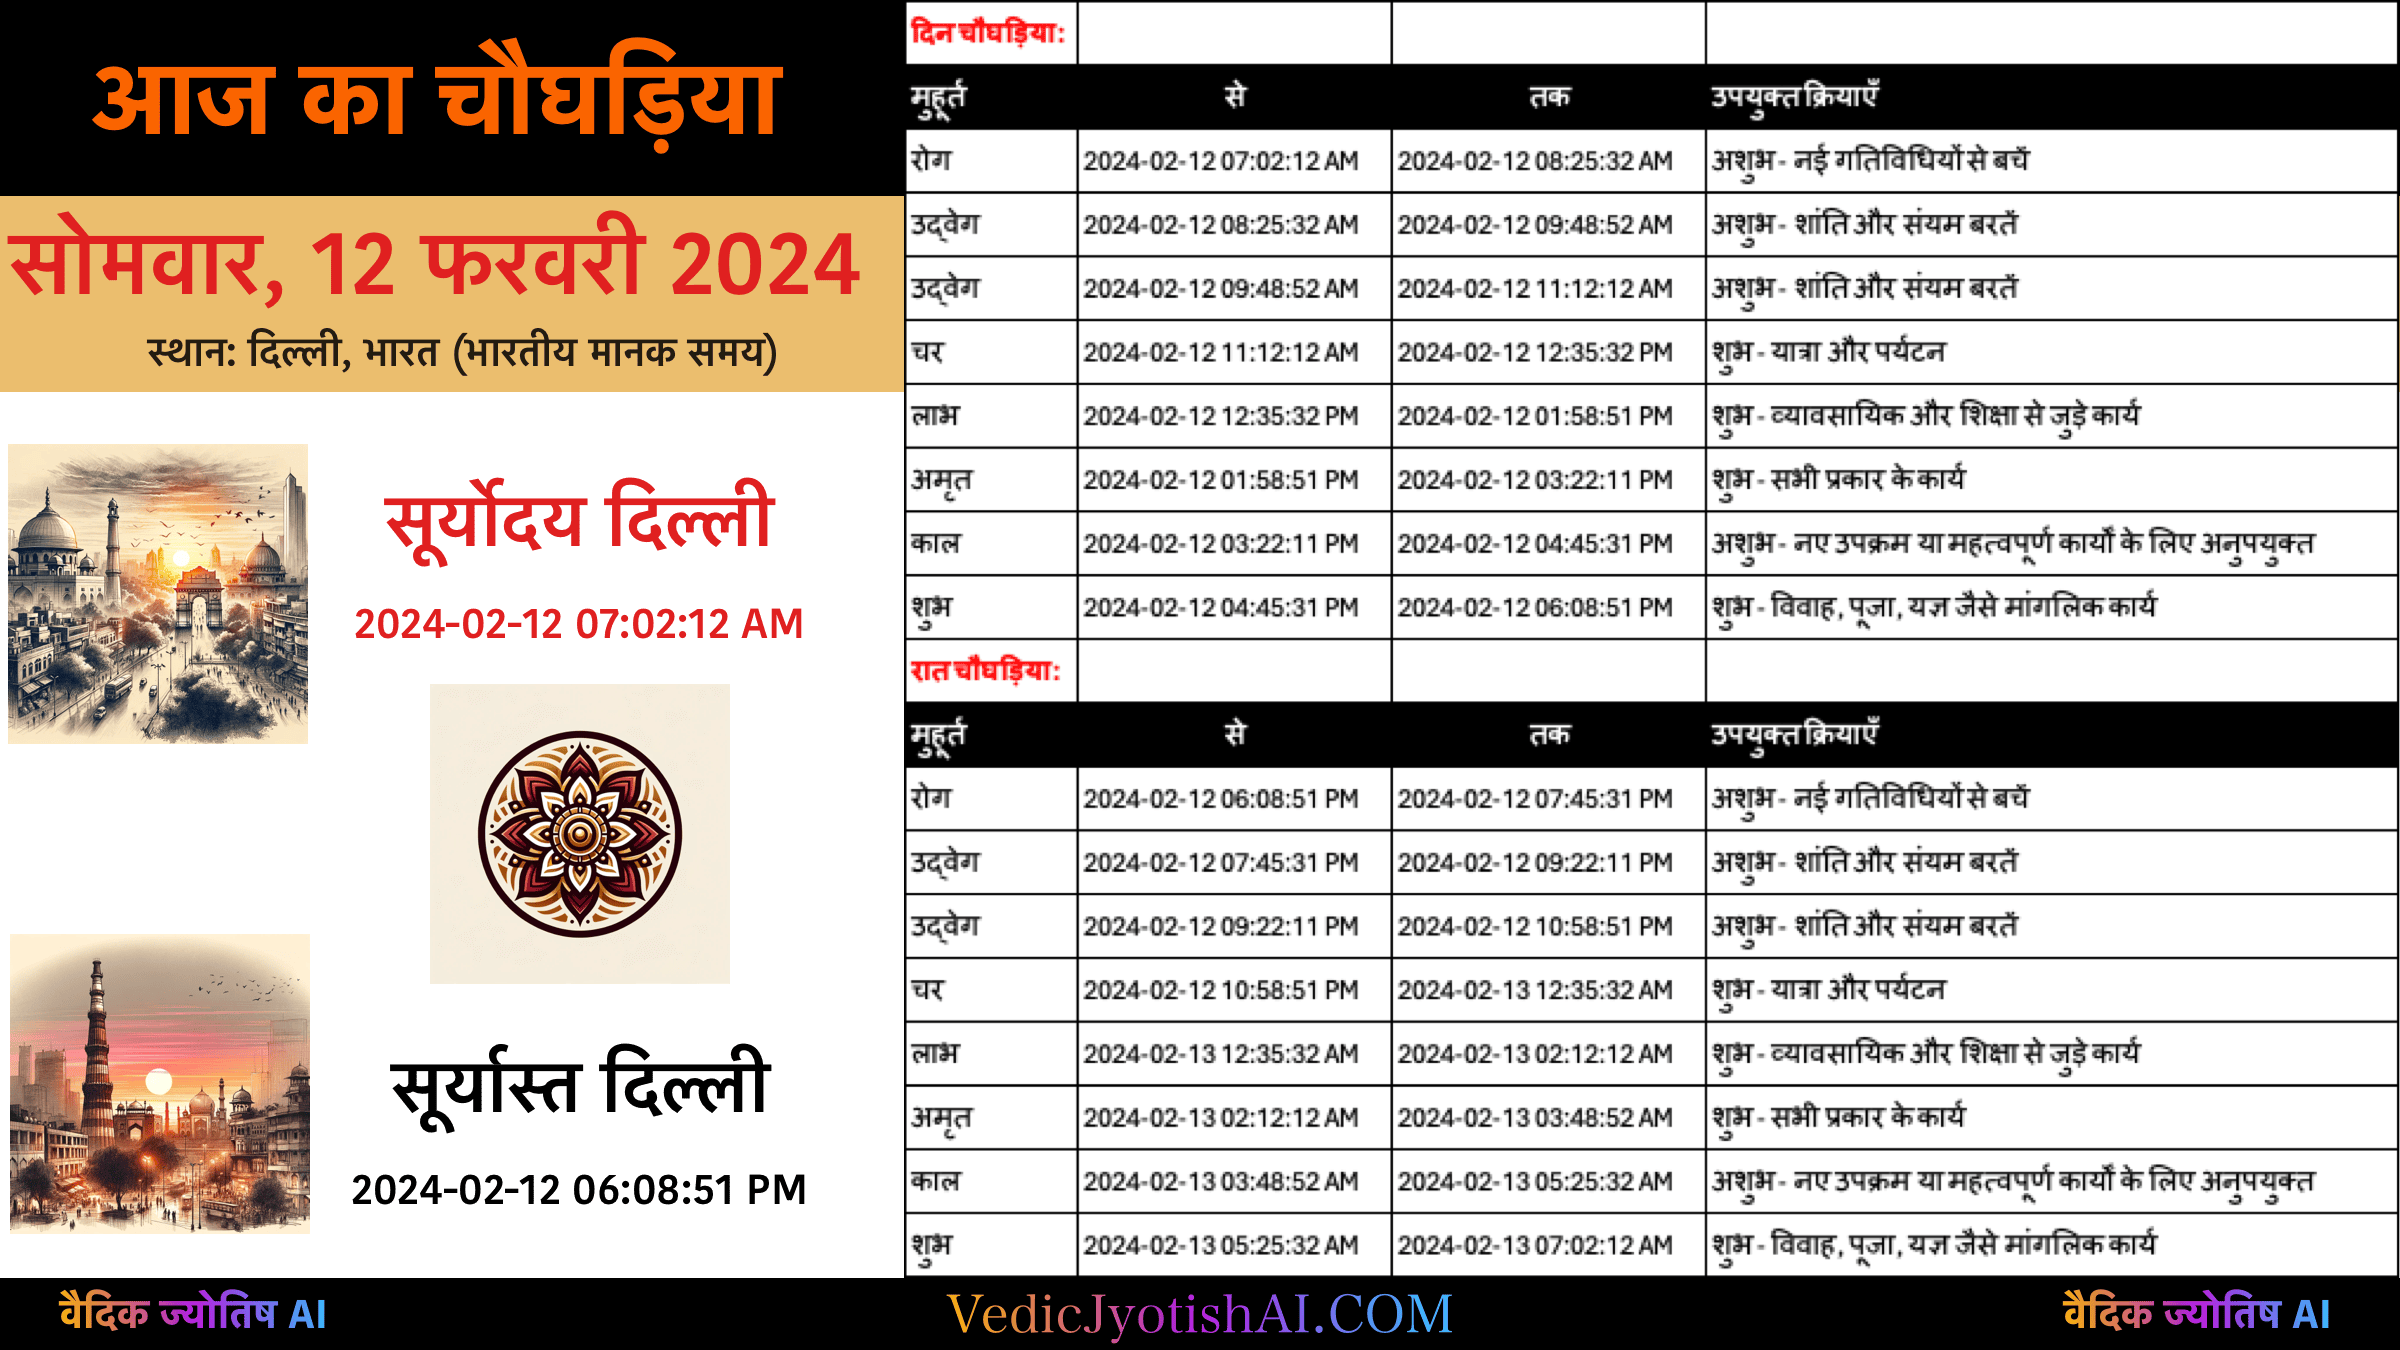 आज का चौघड़िया
सोमवार, 12 फरवरी 2024
स्थान: दिल्ली, भारत (भारतीय मानक समय)
सूर्योदय दिल्ली
2024-02-12 07:02:12 AM
सूर्यास्त दिल्ली
2024-02-12 06:08:51 PM
दिन चौघड़िया:
मुहूर्त से तक उपयुक्त क्रियाएँ
रोग 2024-02-12 07:02:12 AM 2024-02-12 08:25:32 AM अशुभ - नई गतिविधियों से बचें
उद्वेग 2024-02-12 08:25:32 AM 2024-02-12 09:48:52 AM अशुभ - शांति और संयम बरतें
उद्वेग 2024-02-12 09:48:52 AM 2024-02-12 11:12:12 AM अशुभ - शांति और संयम बरतें
चर 2024-02-12 11:12:12 AM 2024-02-12 12:35:32 PM शुभ - यात्रा और पर्यटन
लाभ 2024-02-12 12:35:32 PM 2024-02-12 01:58:51 PM शुभ - व्यावसायिक और शिक्षा से जुड़े कार्य
अमृत 2024-02-12 01:58:51 PM 2024-02-12 03:22:11 PM शुभ - सभी प्रकार के कार्य
काल 2024-02-12 03:22:11 PM 2024-02-12 04:45:31 PM अशुभ - नए उपक्रम या महत्वपूर्ण कार्यों के लिए अनुपयुक्त
शुभ 2024-02-12 04:45:31 PM 2024-02-12 06:08:51 PM शुभ - विवाह, पूजा, यज्ञ जैसे मांगलिक कार्य
रात चौघड़िया:
मुहूर्त से तक उपयुक्त क्रियाएँ
रोग 2024-02-12 06:08:51 PM 2024-02-12 07:45:31 PM अशुभ - नई गतिविधियों से बचें
उद्वेग 2024-02-12 07:45:31 PM 2024-02-12 09:22:11 PM अशुभ - शांति और संयम बरतें
उद्वेग 2024-02-12 09:22:11 PM 2024-02-12 10:58:51 PM अशुभ - शांति और संयम बरतें
चर 2024-02-12 10:58:51 PM 2024-02-13 12:35:32 AM शुभ - यात्रा और पर्यटन
लाभ 2024-02-13 12:35:32 AM 2024-02-13 02:12:12 AM शुभ - व्यावसायिक और शिक्षा से जुड़े कार्य
अमृत 2024-02-13 02:12:12 AM 2024-02-13 03:48:52 AM शुभ - सभी प्रकार के कार्य
काल 2024-02-13 03:48:52 AM 2024-02-13 05:25:32 AM अशुभ - नए उपक्रम या महत्वपूर्ण कार्यों के लिए अनुपयुक्त
शुभ 2024-02-13 05:25:32 AM 2024-02-13 07:02:12 AM शुभ - विवाह, पूजा, यज्ञ जैसे मांगलिक कार्य
वैदिक ज्योतिष AI VedicJyotishAI.COM वैदिक ज्योतिष AI